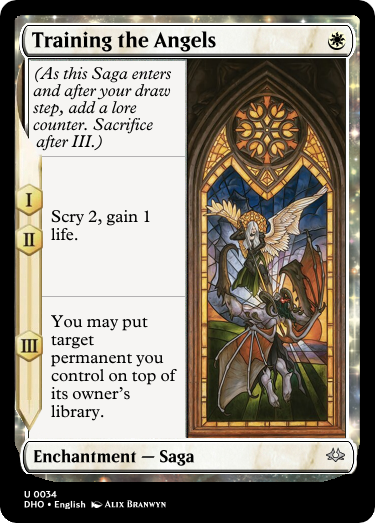 Training the Angels
(As this Saga enters
and after your draw
step, add a lore
counter. Sacrifice
after III.)
I
II
Scry 2, gain 1
life.
III
You may put
target
permanent you
control on top of
its owner's
library.
Enchantment — Saga
U 0034
DHO • English Alix Branwyn